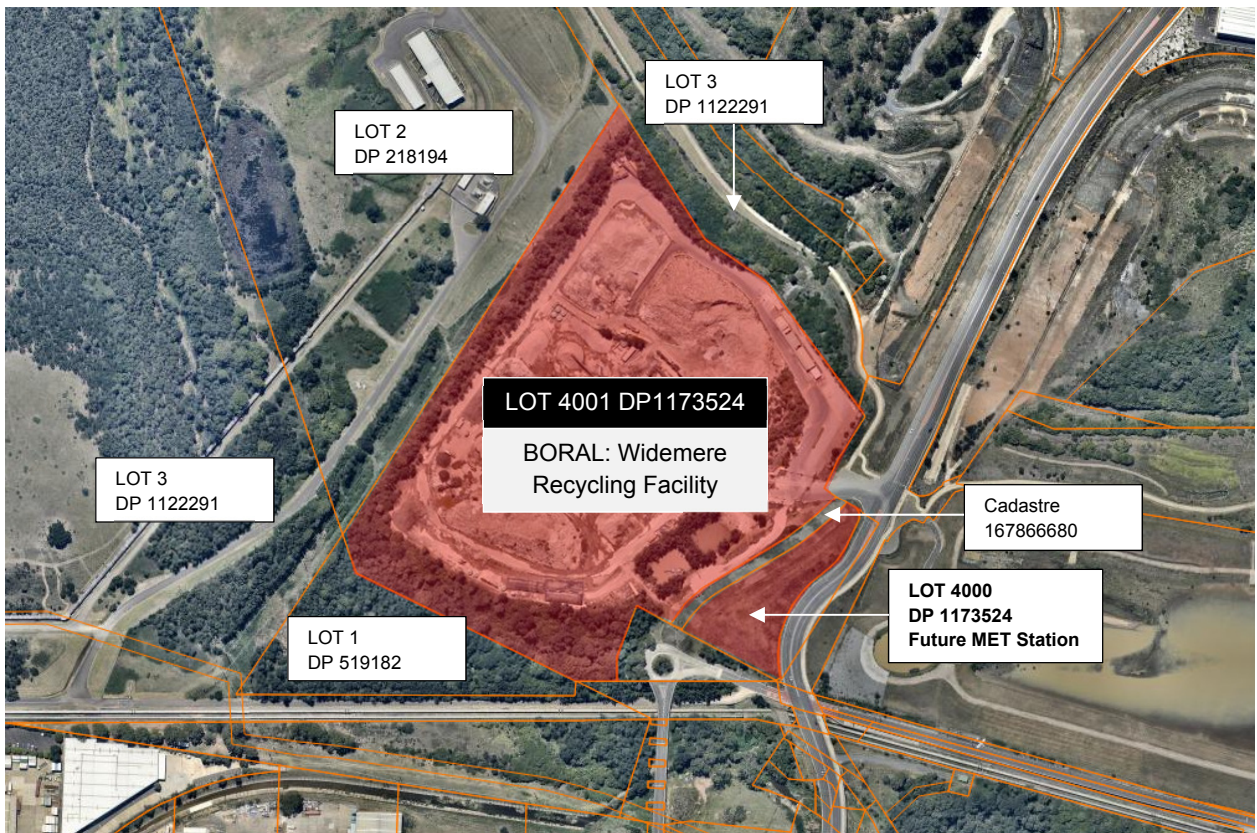 LOT 3
DP 1122291
LOT 2
DP 218194
LOT 4001 DP1173524
BORAL: Widemere
Recycling Facility
LOT 3
DP 1122291
Cadastre
167866680
LOT 4000
DP 1173524
Future MET Station
LOT 1
DP 519182